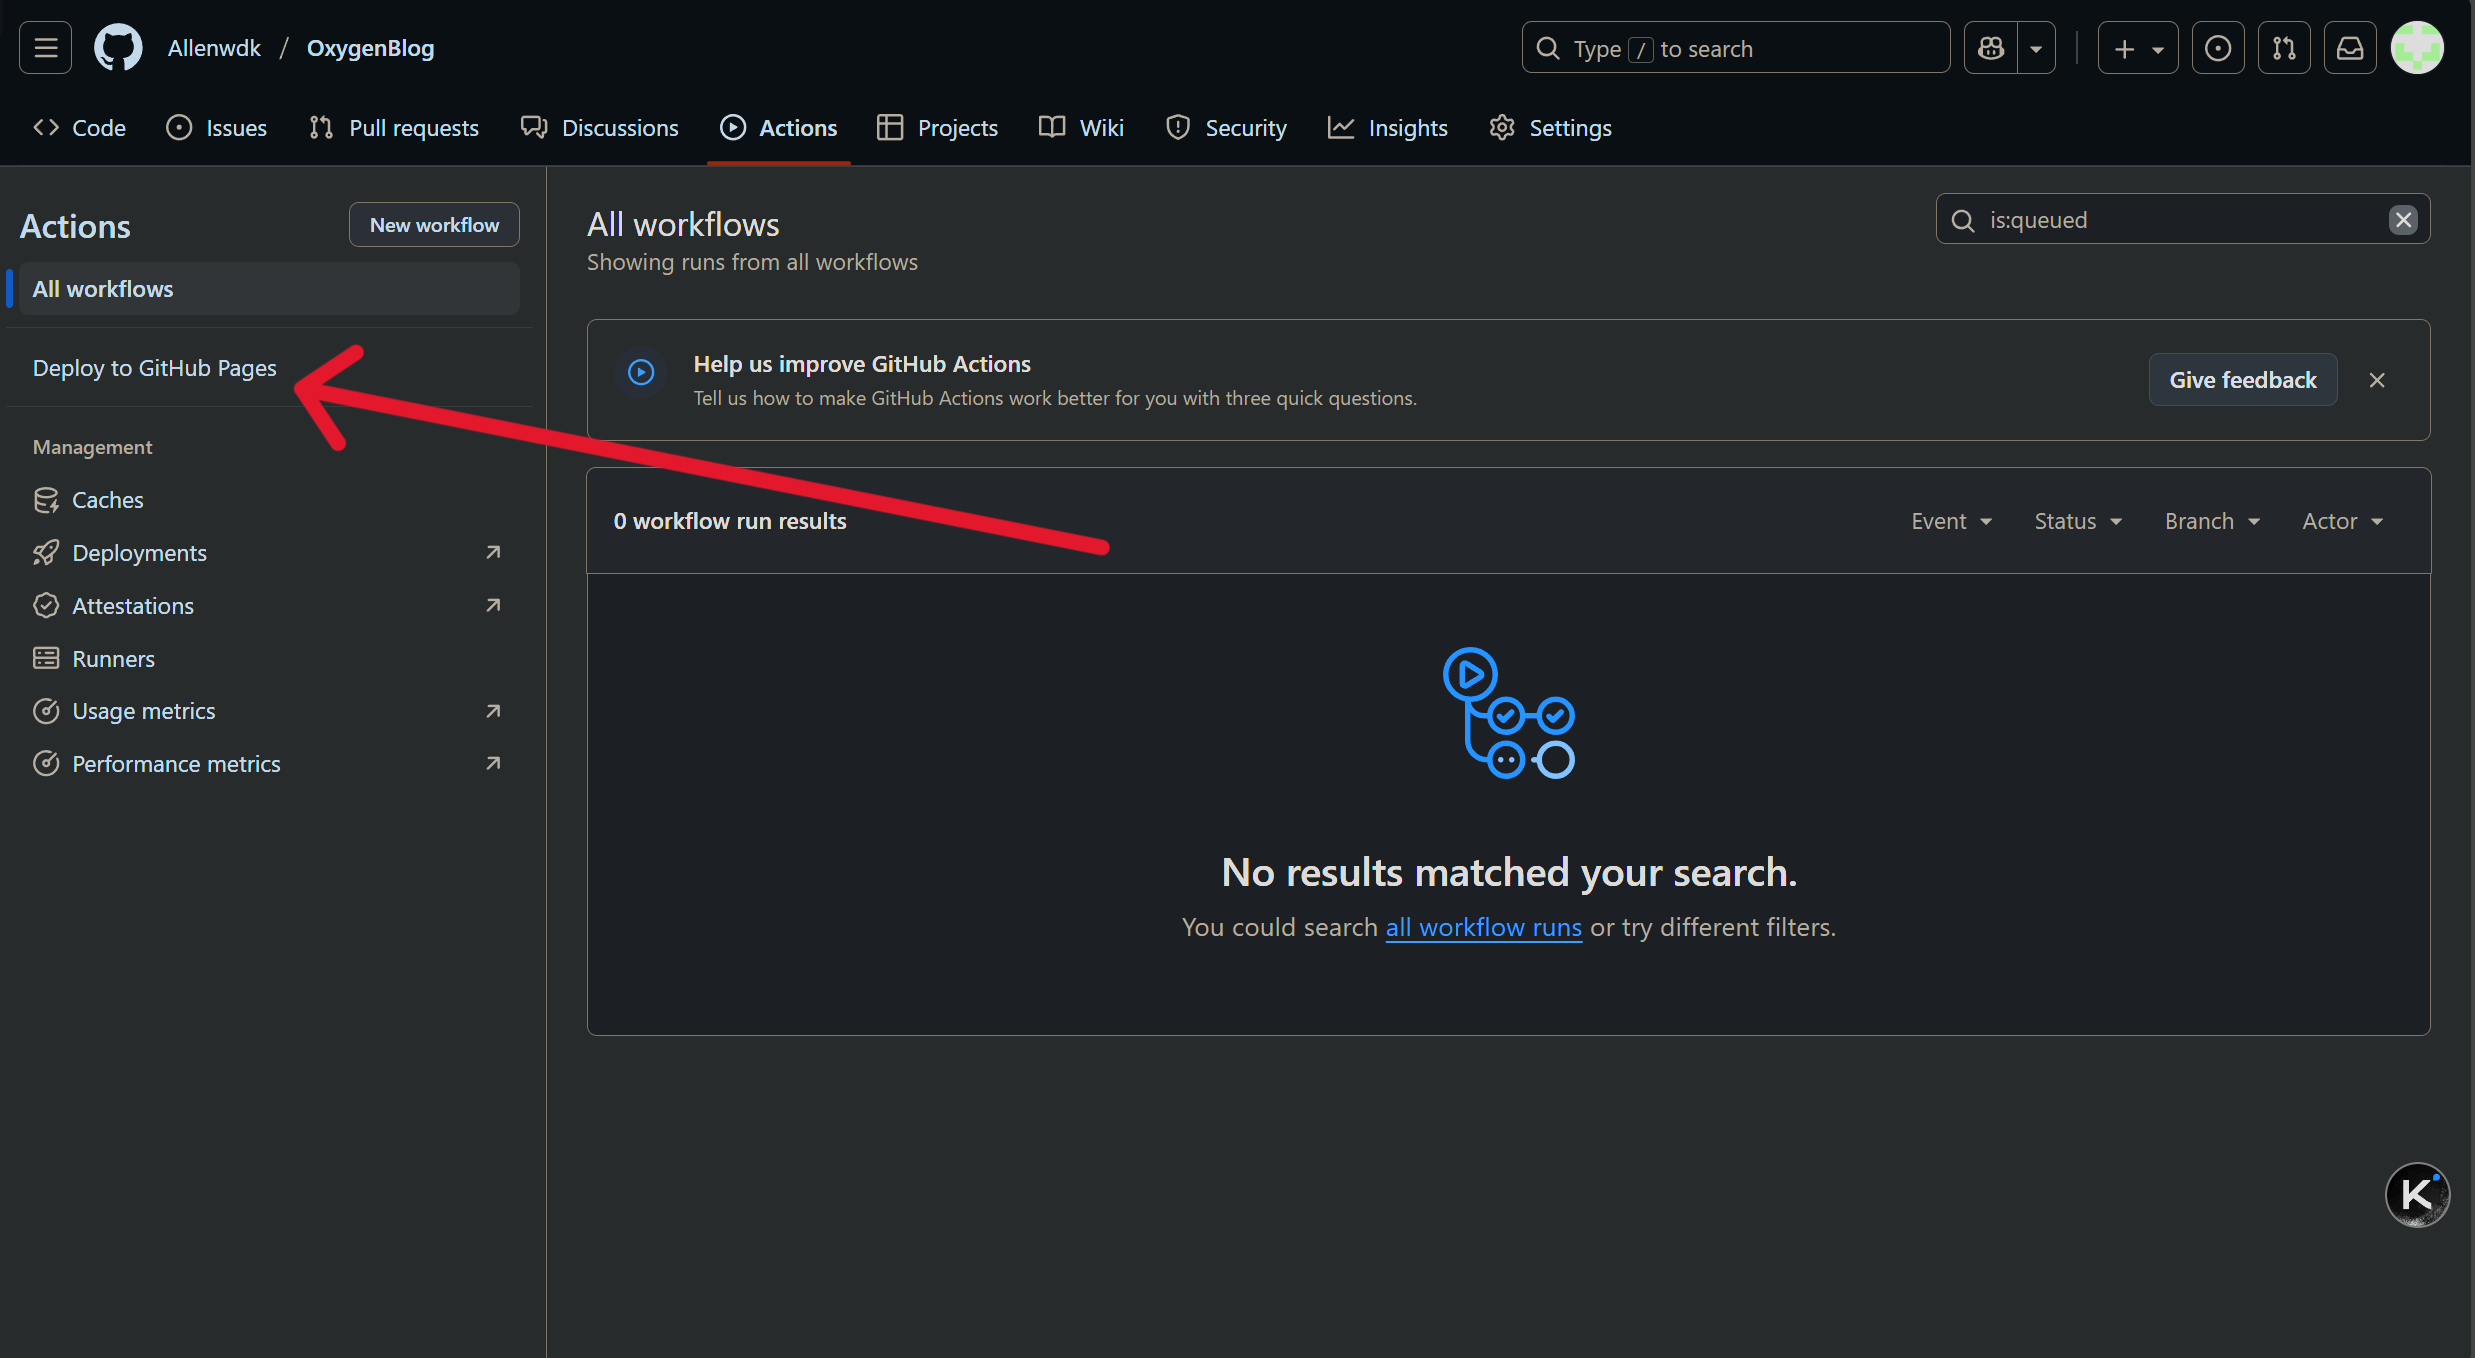 Allenwdk / OxygenBlog
Type / to search
Code
Issues
Pull requests
Discussions
Actions
Projects
Wiki
Security
Insights
Settings
Actions
New workflow
All workflows
Deploy to GitHub Pages
Management
Caches
Deployments
Attestations
Runners
Usage metrics
Performance metrics
All workflows
Showing runs from all workflows
is:queued
Help us improve GitHub Actions
Tell us how to make GitHub Actions work better for you with three quick questions.
Give feedback
0 workflow run results
Event
Status
Branch
Actor
No results matched your search.
You could search all workflow runs or try different filters.
K